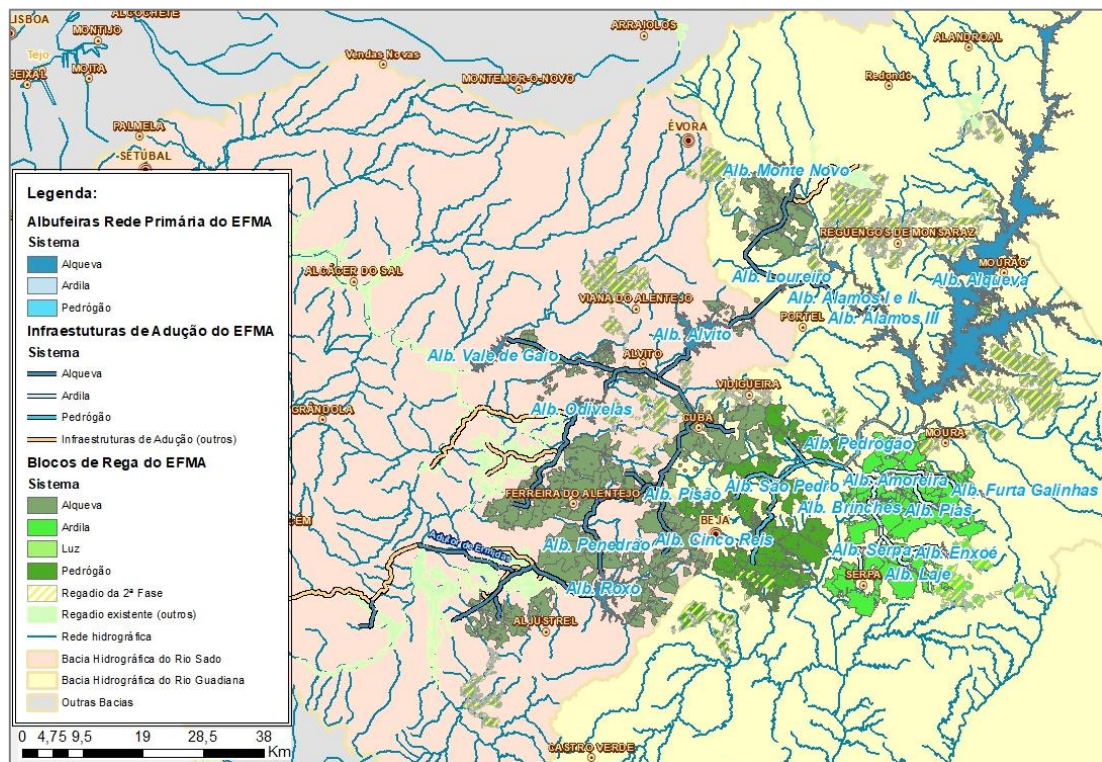 LISBOA
ALCOCHETE
MONTIJO
Tejo
SEIXAL
MOITA
PALMELA
SETÚBAL
Vendas Novas
MONTEMOR-O-NOVO
ARRAIOLOS
ALANDROAL
Redondo
ÉVORA
Alb. Monte Novo
REGUENGOS DE MONSARAZ
MOURÃO
Alb. Loureiro
Alb. Alqueva
Alb. Álamos I e II
PORTEL
Alb. Álamos III
ALCÁCER DO SAL
VIANA DO ALENTEJO
Alb. Alvito
Alb. Vale de Gaio
ALVITO
VIDIGUEIRA
GRÂNDOLA
Alb. Odivelas
CUBA
MOURA
Alb. Pedrogão
FERREIRA DO ALENTEJO
Alb. Pisão
Alb. São Pedro
Alb. Amoreira
Alb. Furta Galinhas
Alb. Brinches
Alb. Pias
BEJA
Alb. Penedrão
Alb. Cinco Reis
Alb. Serpa
Alb. Enxoé
Alb. Laje
SERPA
Alb. Roxo
ALJUSTREL
CASTRO VERDE
Legenda:
Albufeiras Rede Primária do EFMA
Sistema
Alqueva
Ardila
Pedrógão
Infraestuturas de Adução do EFMA
Sistema
Alqueva
Ardila
Pedrógão
Infraestuturas de Adução (outros)
Blocos de Rega do EFMA
Sistema
Alqueva
Ardila
Luz
Pedrógão
Regadio da 2ª Fase
Regadio existente (outros)
Rede hidrográfica
Bacia Hidrográfica do Rio Sado
Bacia Hidrográfica do Rio Guadiana
Outras Bacias
0 4,75 9,5 19 28,5 38
Km